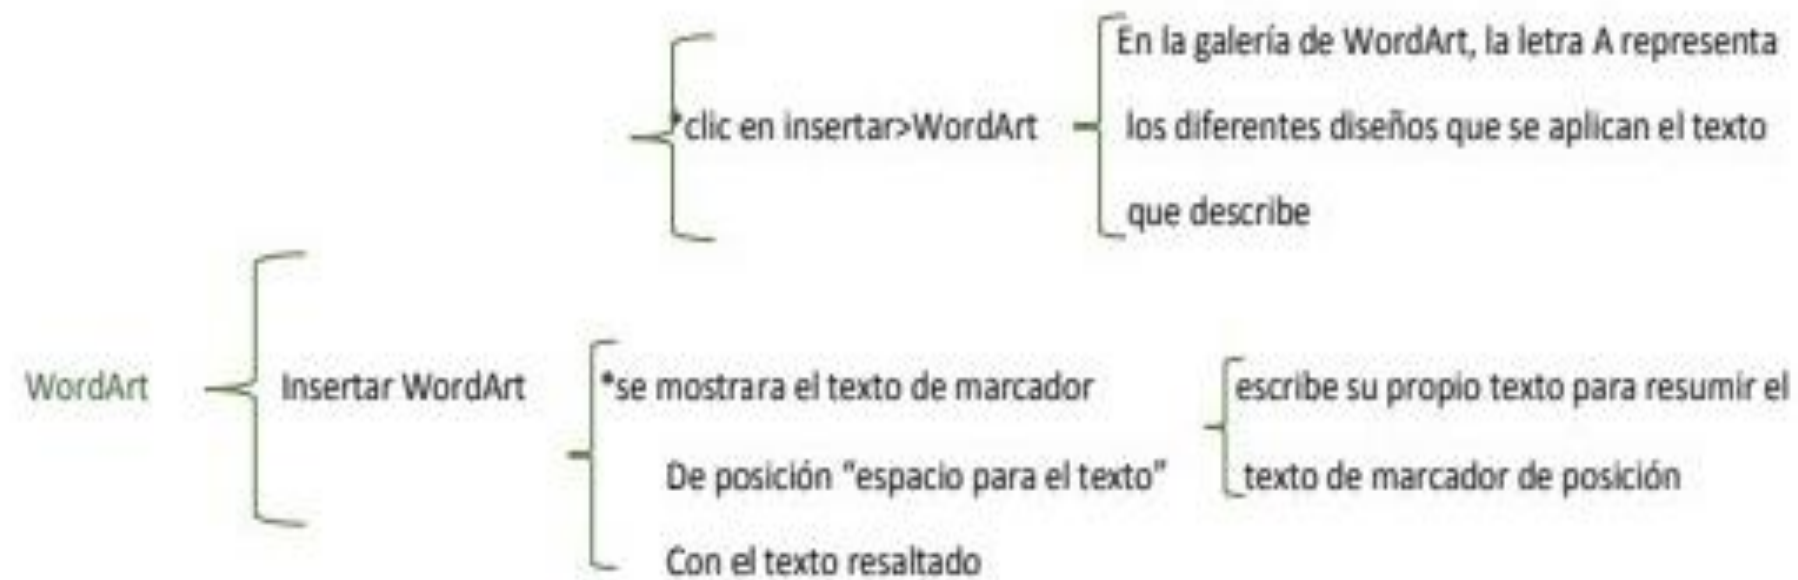 En la galería de WordArt, la letra A representa
*clic en insertar>WordArt
los diferentes diseños que se aplican el texto
que describe
WordArt
Insertar WordArt
*se mostrara el texto de marcador
escribe su propio texto para resumir el
De posición "espacio para el texto"
texto de marcador de posición
Con el texto resaltado